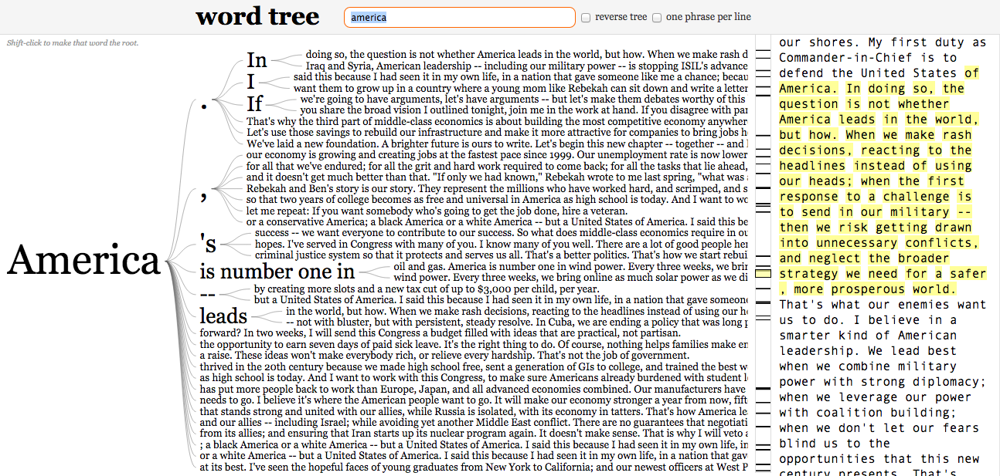 word tree
america
reverse tree
one phrase per line
Shift-click to make that word the root.
America
.
In
doing so, the question is not whether America leads in the world, but how. When we make rash d
Iraq and Syria, American leadership -- including our military power -- is stopping ISIL's advance
I
said this because I had seen it in my own life, in a nation that gave someone like me a chance; becau
want them to grow up in a country where a young mom like Rebekah can sit down and write a letter
If
we're going to have arguments, let's have arguments -- but let's make them debates worthy of this
you share the broad vision I outlined tonight, join me in the work at hand. If you disagree with par
That's why the third part of middle-class economics is about building the most competitive economy anywher
Let's use those savings to rebuild our infrastructure and make it more attractive for companies to bring jobs h
We've laid a new foundation. A brighter future is ours to write. Let's begin this new chapter -- together -- and l
,
our economy is growing and creating jobs at the fastest pace since 1999. Our unemployment rate is now lower
for all that we've endured; for all the grit and hard work required to come back; for all the tasks that lie ahead,
and it doesn't get much better than that. "If only we had known," Rebekah wrote to me last spring, "what was
Rebekah and Ben's story is our story. They represent the millions who have worked hard, and scrimped, and s
so that two years of college becomes as free and universal in America as high school is today. And I want to wo
let me repeat: If you want somebody who's going to get the job done, hire a veteran.
or a conservative America; a black America or a white America -- but a United States of America. I said this be
's
success -- we want everyone to contribute to our success. So what does middle-class economics require in ou
hopes. I've served in Congress with many of you. I know many of you well. There are a lot of good people her
criminal justice system so that it protects and serves us all. That's a better politics. That's how we start rebui
is number one in
oil and gas. America is number one in wind power. Every three weeks, we brir
wind power. Every three weeks, we bring online as much solar power as we di
--
by creating more slots and a new tax cut of up to $3,000 per child, per year.
but a United States of America. I said this because I had seen it in my own life, in a nation that gave someone
leads
in the world, but how. When we make rash decisions, reacting to the headlines instead of using our he
-- not with bluster, but with persistent, steady resolve. In Cuba, we are ending a policy that was long p
forward? In two weeks, I will send this Congress a budget filled with ideas that are practical, not partisan.
the opportunity to earn seven days of paid sick leave. It's the right thing to do. Of course, nothing helps families make en
a raise. These ideas won't make everybody rich, or relieve every hardship. That's not the job of government.
thrived in the 20th century because we made high school free, sent a generation of GIs to college, and trained the best w
as high school is today. And I want to work with this Congress, to make sure Americans already burdened with student l
has put more people back to work than Europe, Japan, and all advanced economies combined. Our manufacturers have
needs to go. I believe it's where the American people want to go. It will make our economy stronger a year from now, fift
that stands strong and united with our allies, while Russia is isolated, with its economy in tatters. That's how America le
and our allies -- including Israel; while avoiding yet another Middle East conflict. There are no guarantees that negotiati
from its allies; and ensuring that Iran starts up its nuclear program again. It doesn't make sense. That is why I will veto a
; a black America or a white America -- but a United States of America. I said this because I had seen it in my own life, in
or a white America -- but a United States of America. I said this because I had seen it in my own life, in a nation that gav
at its best. I've seen the hopeful faces of young graduates from New York to California; and our newest officers at West P
our shores. My first duty as
Commander-in-Chief is to
defend the United States of
America. In doing so, the
question is not whether
America leads in the world,
but how. When we make rash
decisions, reacting to the
headlines instead of using
our heads; when the first
response to a challenge is
to send in our military --
then we risk getting drawn
into unnecessary conflicts,
and neglect the broader
strategy we need for a safer
, more prosperous world.
That's what our enemies want
us to do. I believe in a
smarter kind of American
leadership. We lead best
when we combine military
power with strong diplomacy;
when we leverage our power
with coalition building;
when we don't let our fears
blind us to the
opportunities that this new
century presents. That's